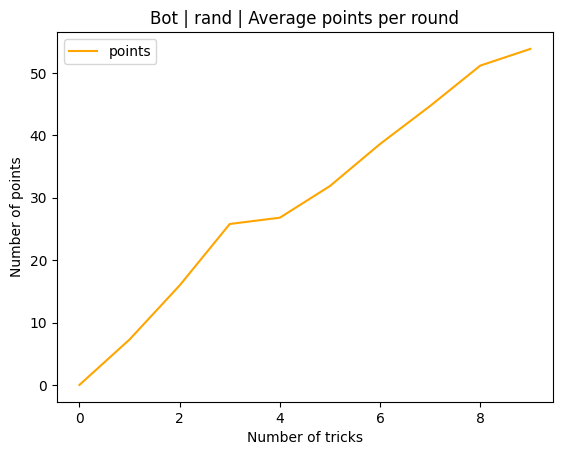 Bot | rand | Average points per round
points
Number of points
50
40
30
20
10
0
0 2 4 6 8
Number of tricks